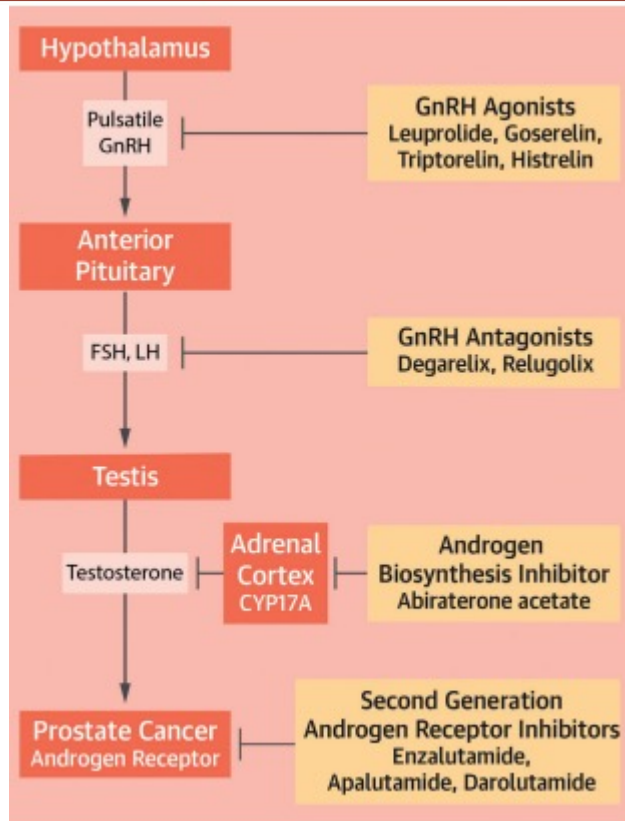 Hypothalamus
Pulsatile
GnRH
GnRH Agonists
Leuprolide, Goserelin,
Triptorelin, Histrelin
Anterior
Pituitary
FSH, LH
GnRH Antagonists
Degarelix, Relugolix
Testis
Testosterone
Adrenal
Cortex
CYP17A
Androgen
Biosynthesis Inhibitor
Abiraterone acetate
Prostate Cancer
Androgen Receptor
Second Generation
Androgen Receptor Inhibitors
Enzalutamide,
Apalutamide, Darolutamide